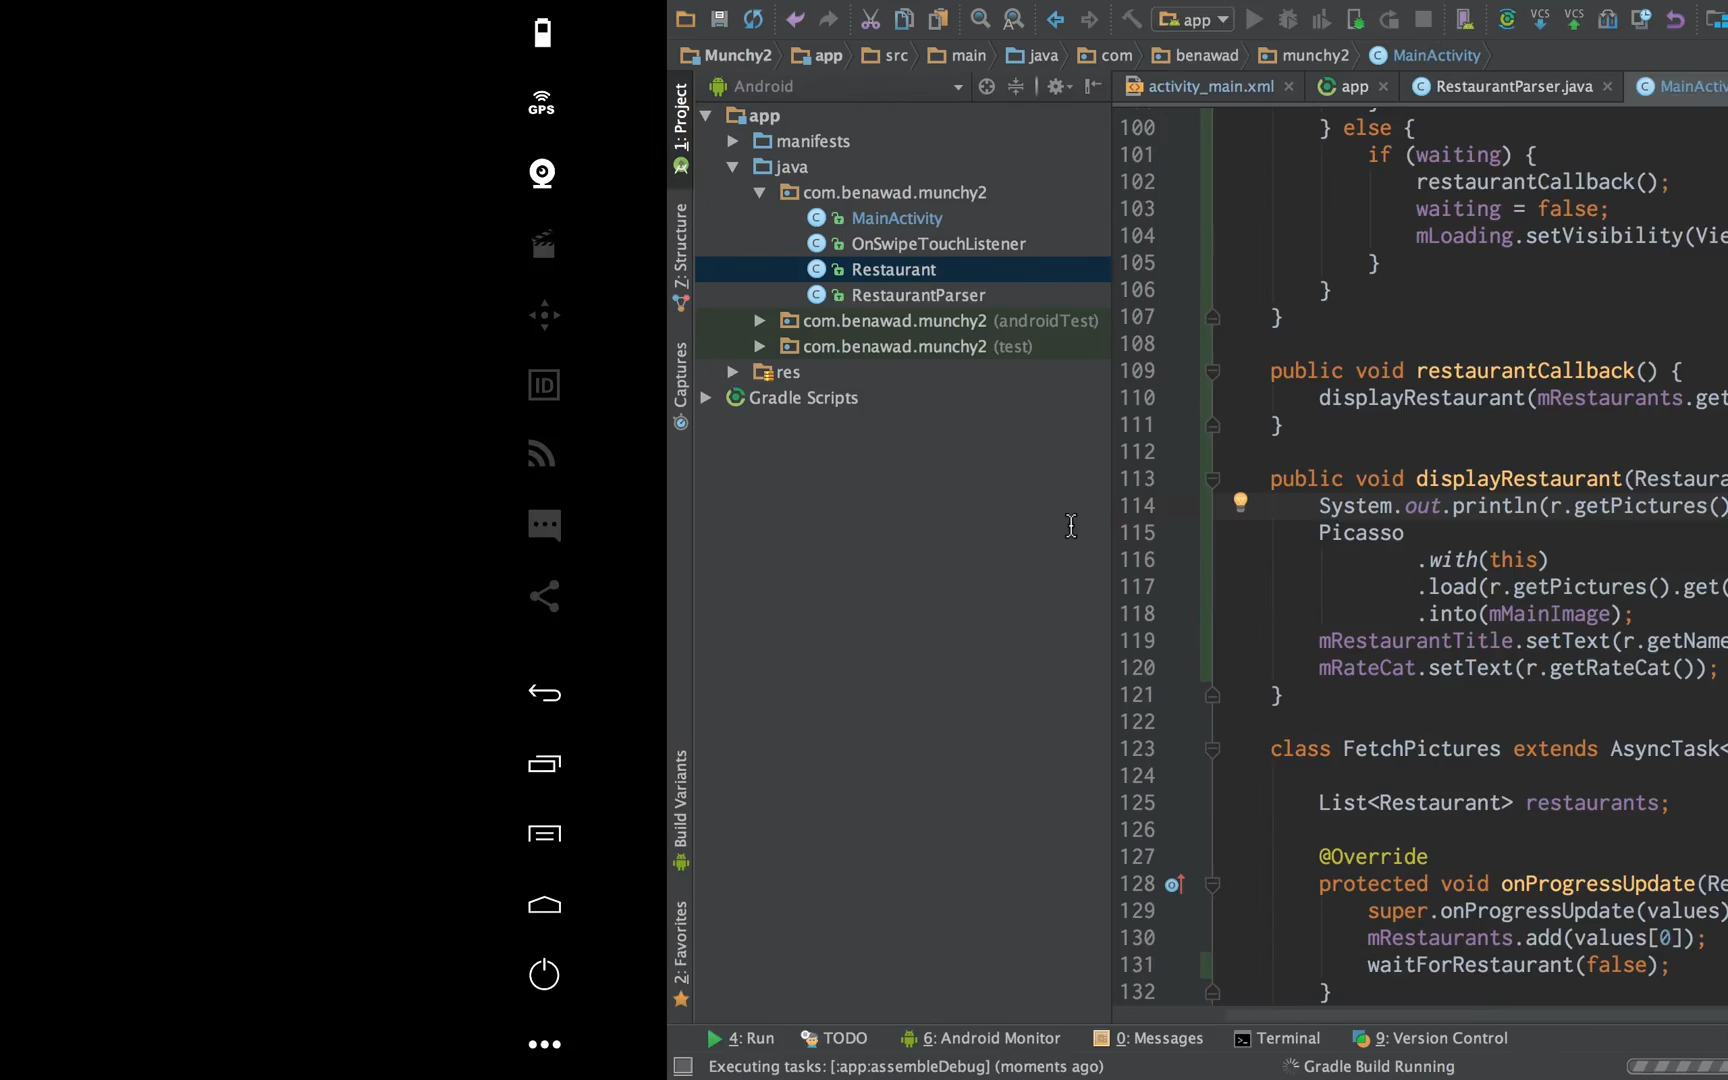 GPS
ID
app
Munchy2
app
src
main
java
com
benawad
munchy2
MainActivity
1: Project
Z: Structure
Captures
Build Variants
2: Favorites
Android
app
manifests
java
com.benawad.munchy2
MainActivity
OnSwipeTouchListener
Restaurant
RestaurantParser
com.benawad.munchy2 (androidTest)
com.benawad.munchy2 (test)
res
Gradle Scripts
activity_main.xml
app
RestaurantParser.java
MainActiv
100 } else {
101 if (waiting) {
102 restaurantCallback();
103 waiting = false;
104 mLoading.setVisibility(Vie
105 }
106 }
107 }
108
109 public void restaurantCallback() {
110 displayRestaurant(mRestaurants.get
111 }
112
113 public void displayRestaurant(Restaura
114 System.out.println(r.getPictures()
115 Picasso
116 .with(this)
117 .load(r.getPictures().get(
118 .into(mMainImage);
119 mRestaurantTitle.setText(r.getName
120 mRateCat.setText(r.getRateCat());
121 }
122
123 class FetchPictures extends AsyncTask<
124
125 List<Restaurant> restaurants;
126
127 @Override
128 protected void onProgressUpdate(Re
129 super.onProgressUpdate(values)
130 mRestaurants.add(values[0]);
131 waitForRestaurant(false);
132 }
4: Run
TODO
6: Android Monitor
0: Messages
Terminal
9: Version Control
Executing tasks: [:app:assembleDebug] (moments ago)
Gradle Build Running
VCS
VCS